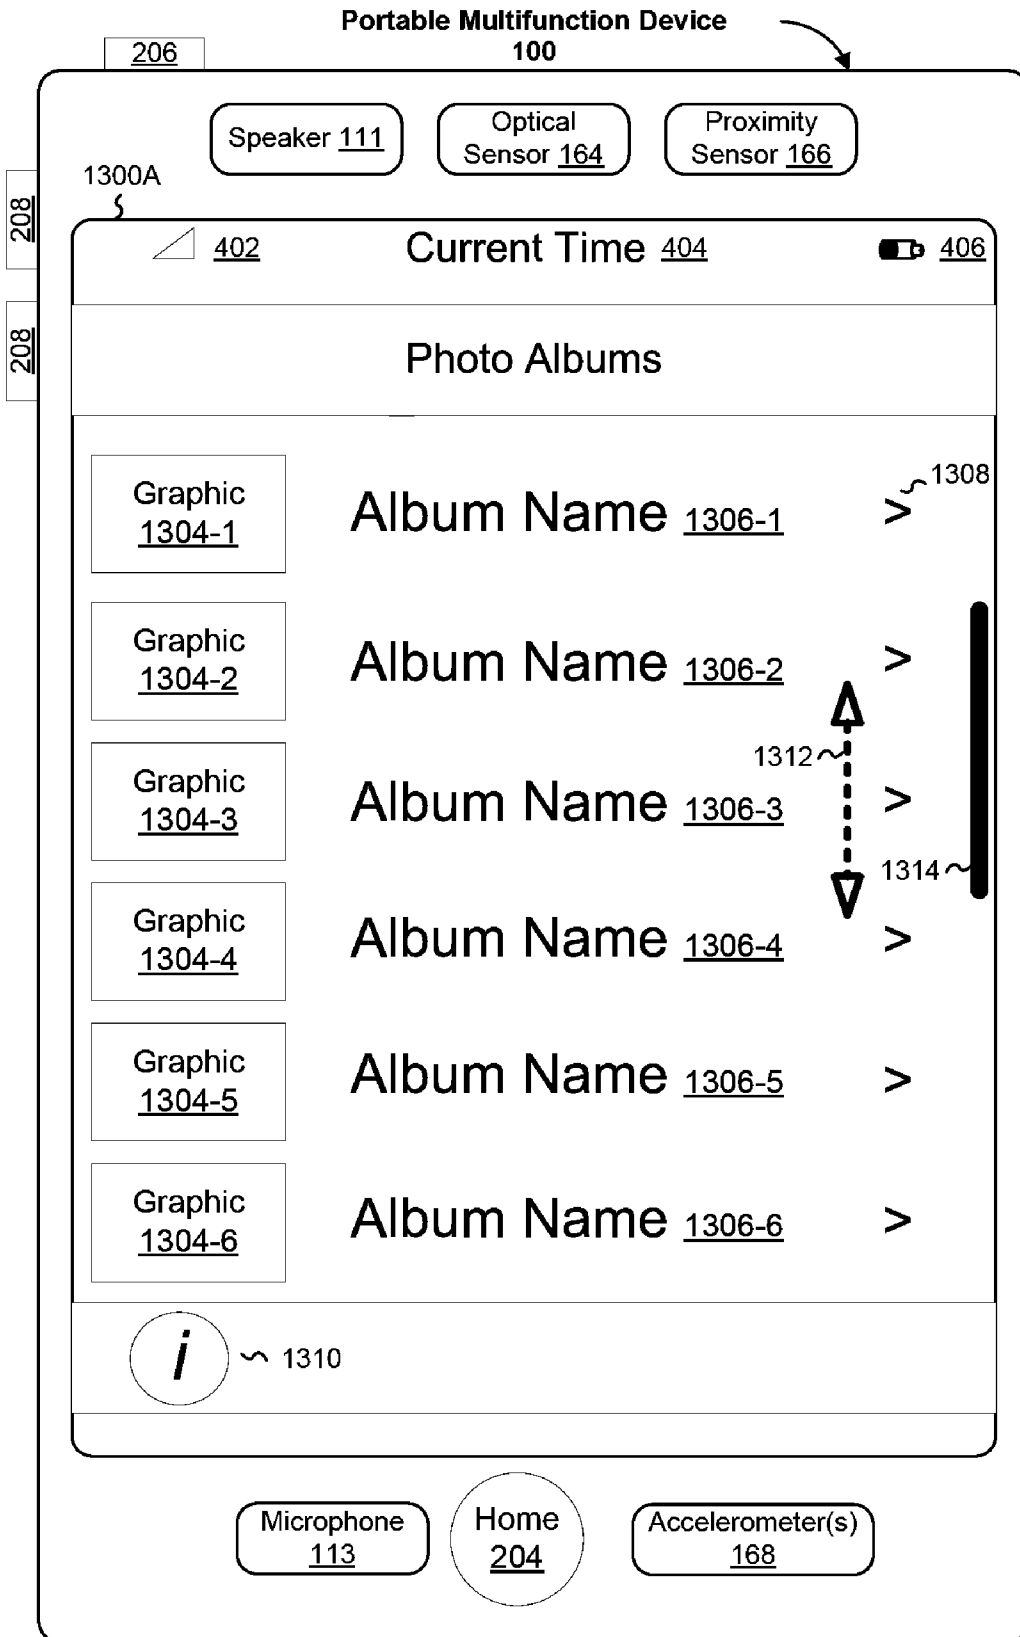 Portable Multifunction Device
100
206
Speaker 111
Optical
Sensor 164
Proximity
Sensor 166
1300A
208
402
Current Time 404
406
208
Photo Albums
Graphic
1304-1
Album Name 1306-1
>
1308
Graphic
1304-2
Album Name 1306-2
>
Graphic
1304-3
Album Name 1306-3
1312
>
1314
Graphic
1304-4
Album Name 1306-4
>
Graphic
1304-5
Album Name 1306-5
>
Graphic
1304-6
Album Name 1306-6
>
i
1310
Microphone
113
Home
204
Accelerometer(s)
168